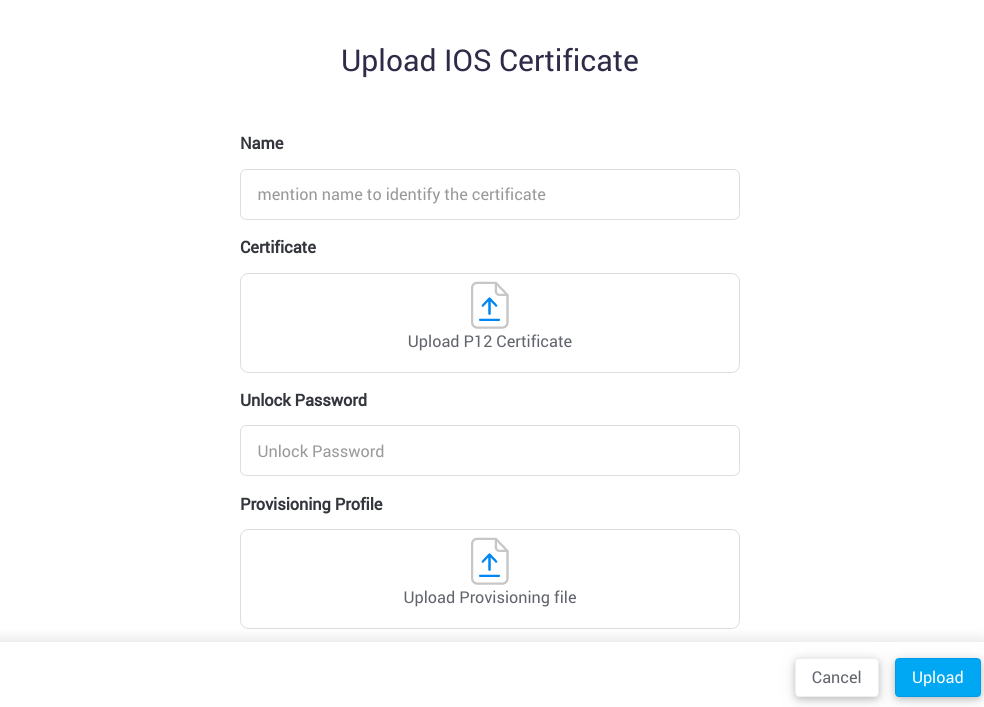 Upload IOS Certificate
Name
mention name to identify the certificate
Certificate
Upload P12 Certificate
Unlock Password
Unlock Password
Provisioning Profile
Upload Provisioning file
Cancel
Upload